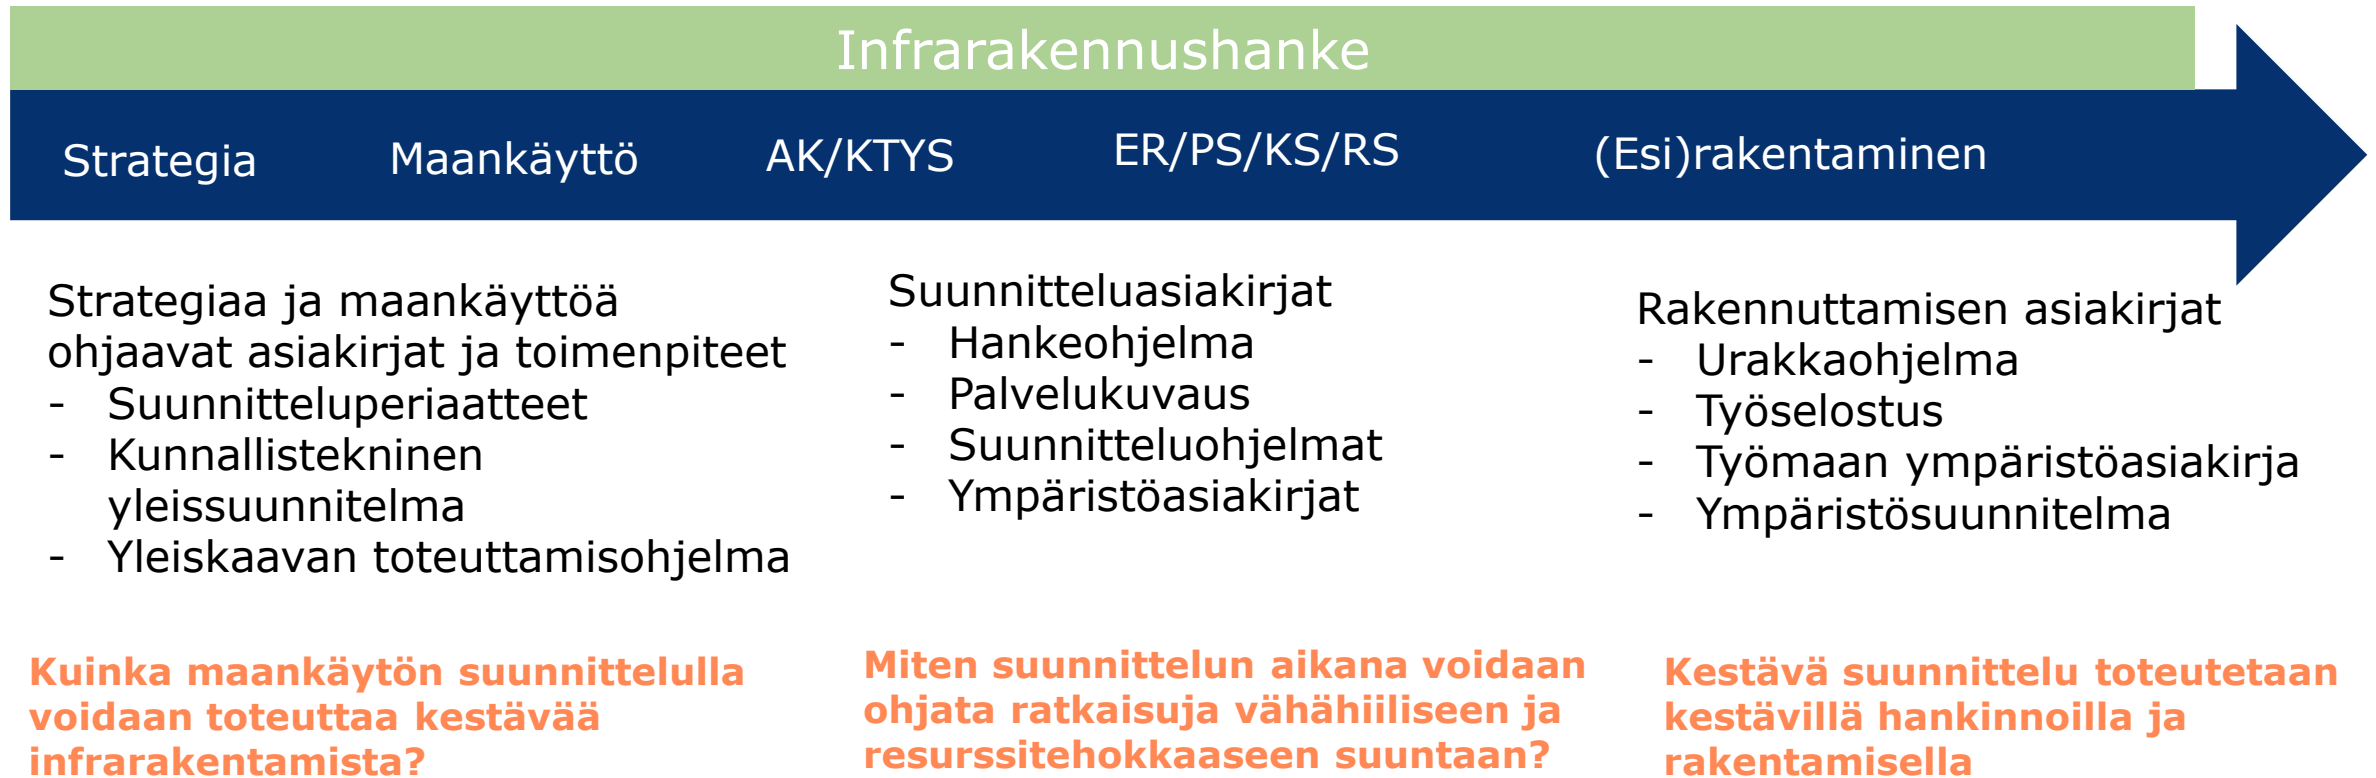 Infrarakennushanke
Strategia
Maankäyttö
AK/KTYS
ER/PS/KS/RS
(Esi)rakentaminen
Strategiaa ja maankäyttöä
ohjaavat asiakirjat ja toimenpiteet
- Suunnitteluperiaatteet
- Kunnallistekninen
yleissuunnitelma
- Yleiskaavan toteuttamisohjelma
Suunnitteluasiakirjat
- Hankeohjelma
- Palvelukuvaus
- Suunnitteluohjelmat
- Ympäristöasiakirjat
Rakennuttamisen asiakirjat
- Urakkaohjelma
- Työselostus
- Työmaan ympäristöasiakirja
- Ympäristösuunnitelma
Kuinka maankäytön suunnittelulla
voidaan toteuttaa kestävää
infrarakentamista?
Miten suunnittelun aikana voidaan
ohjata ratkaisuja vähähiiliseen ja
resurssitehokkaaseen suuntaan?
Kestävä suunnittelu toteutetaan
kestävillä hankinnoilla ja
rakentamisella